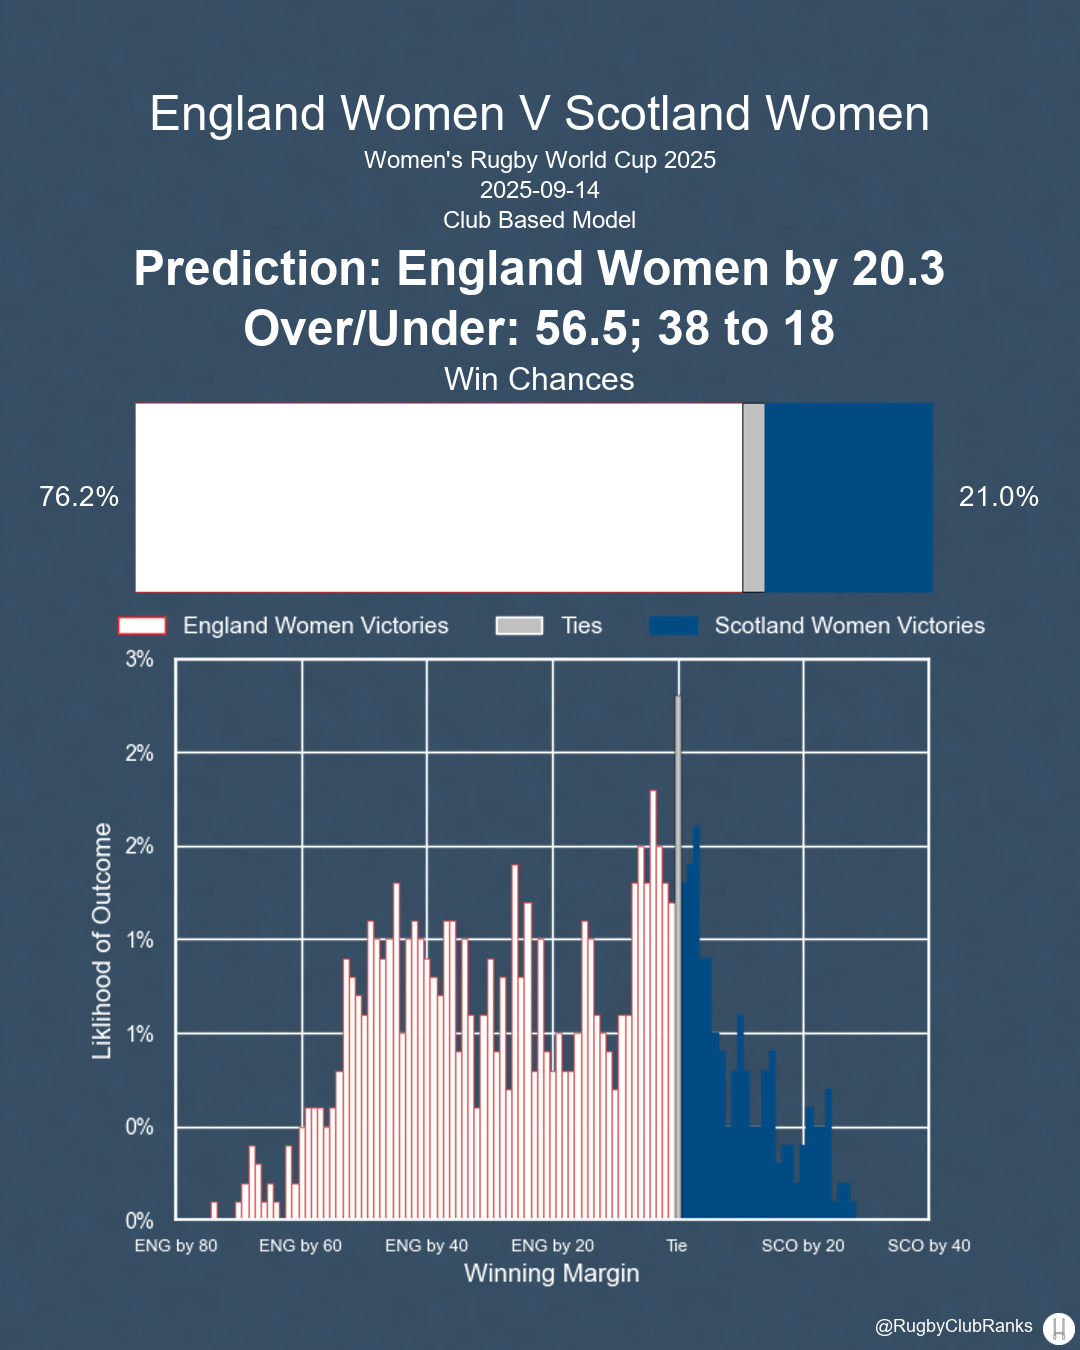 England Women V Scotland Women
Women's Rugby World Cup 2025
2025-09-14
Club Based Model
Prediction: England Women by 20.3
Over/Under: 56.5; 38 to 18
Win Chances
76.2%
21.0%
England Women Victories
Ties
Scotland Women Victories
3%
2%
2%
1%
1%
0%
0%
Liklihood of Outcome
ENG by 80
ENG by 60
ENG by 40
ENG by 20
Tie
SCO by 20
SCO by 40
Winning Margin
@RugbyClubRanks